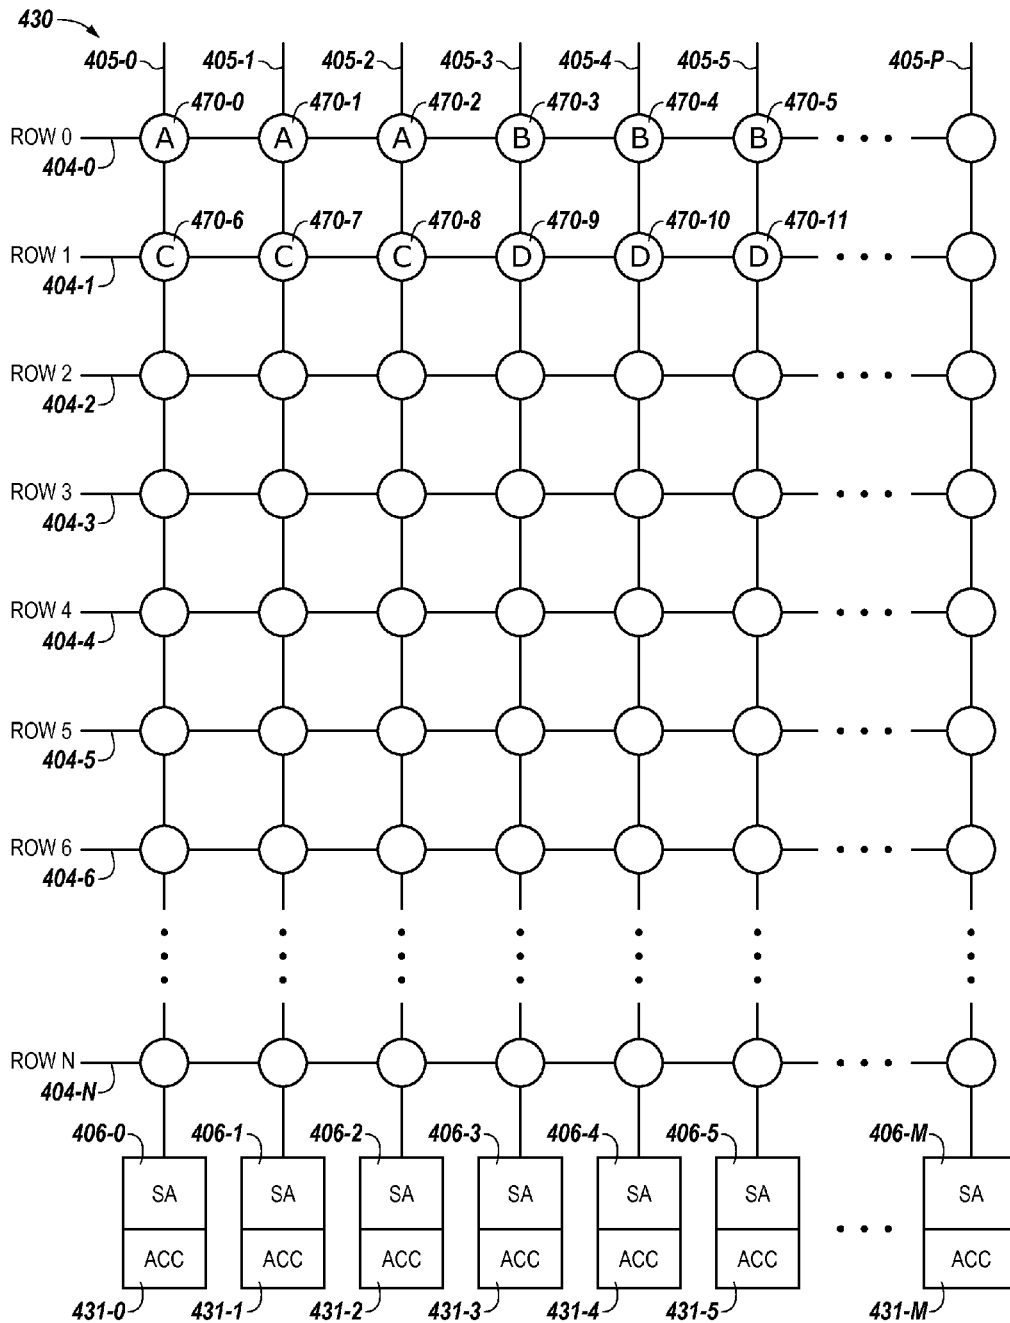 430
405-0 405-1 405-2 405-3 405-4 405-5 405-P
470-0 470-1 470-2 470-3 470-4 470-5
ROW 0 A A A B B B
404-0
470-6 470-7 470-8 470-9 470-10 470-11
ROW 1 C C C D D D
404-1
ROW 2
404-2
ROW 3
404-3
ROW 4
404-4
ROW 5
404-5
ROW 6
404-6
ROW N
404-N
406-0 406-1 406-2 406-3 406-4 406-5 406-M
SA SA SA SA SA SA SA
ACC ACC ACC ACC ACC ACC ACC
431-0 431-1 431-2 431-3 431-4 431-5 431-M